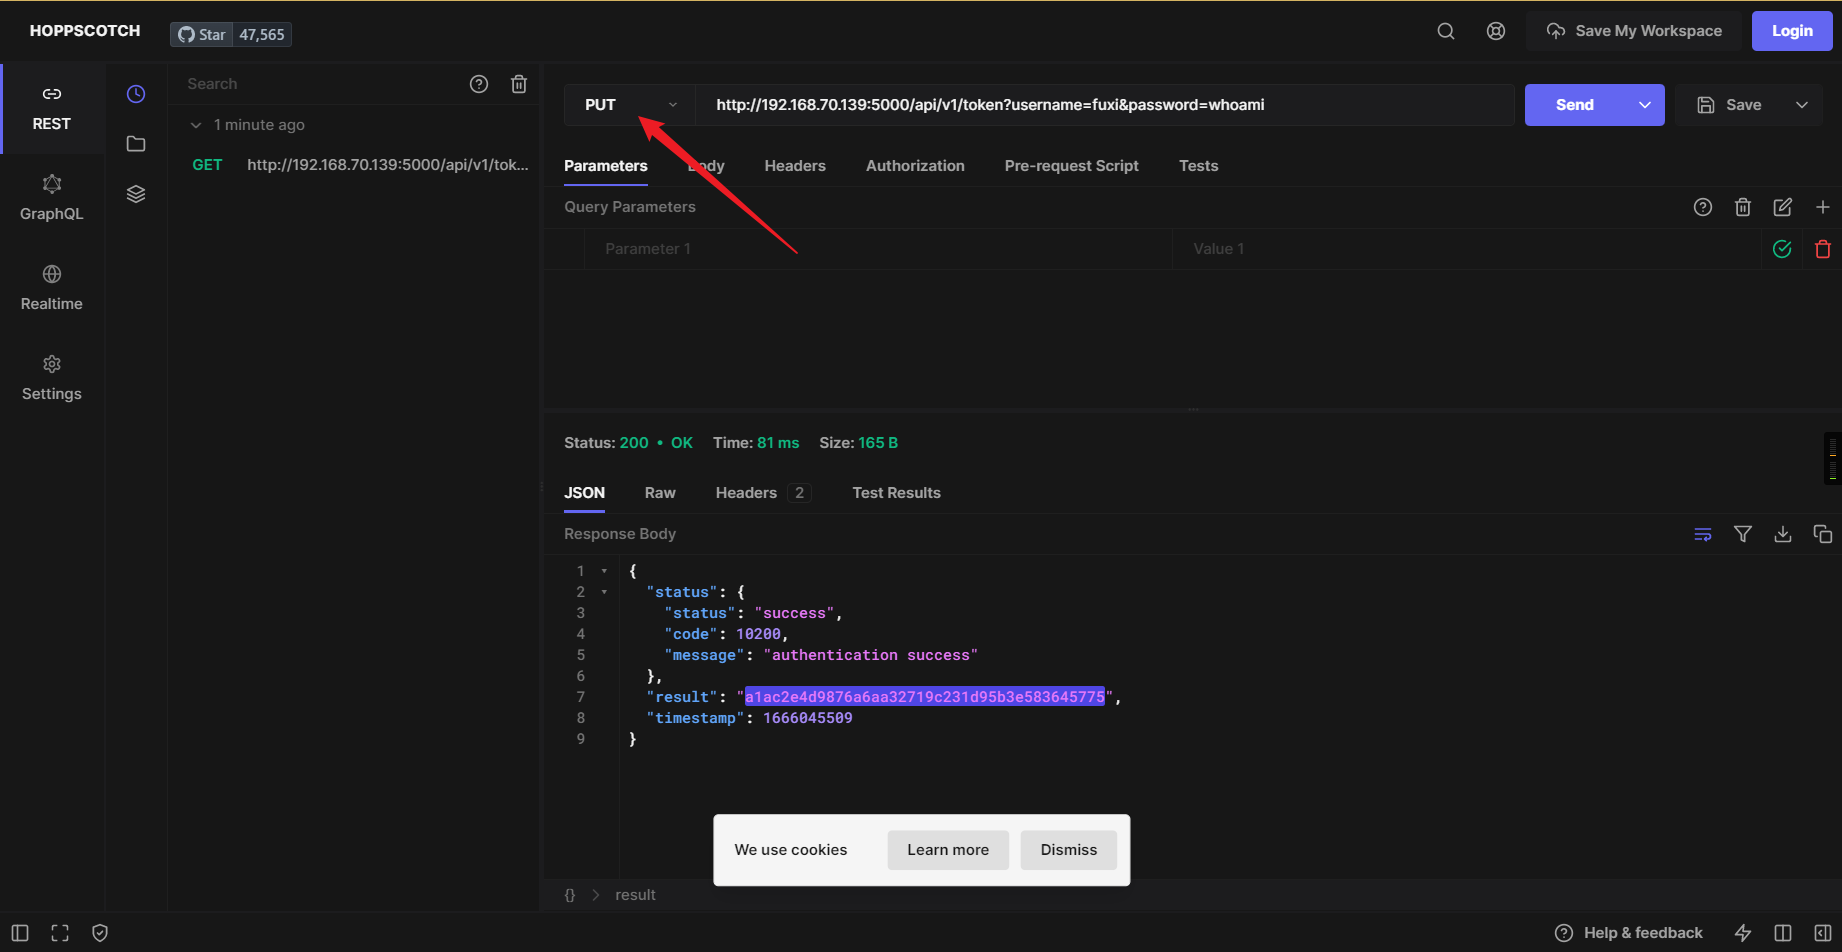 HOPPSCOTCH
Star 47,565
Save My Workspace
Login
REST
GraphQL
Realtime
Settings
Search
1 minute ago
GET http://192.168.70.139:5000/api/v1/tok...
PUT
http://192.168.70.139:5000/api/v1/token?username=fuxi&password=whoami
Send
Save
Parameters
ody
Headers
Authorization
Pre-request Script
Tests
Query Parameters
Parameter 1
Value 1
Status: 200 • OK Time: 81 ms Size: 165 B
JSON
Raw
Headers 2
Test Results
Response Body
1 {
2 "status": {
3 "status": "success",
4 "code": 10200,
5 "message": "authentication success"
6 },
7 "result": "a1ac2e4d9876a6aa32719c231d95b3e583645775",
8 "timestamp": 1666045509
9 }
We use cookies
Learn more
Dismiss
{} > result
Help & feedback